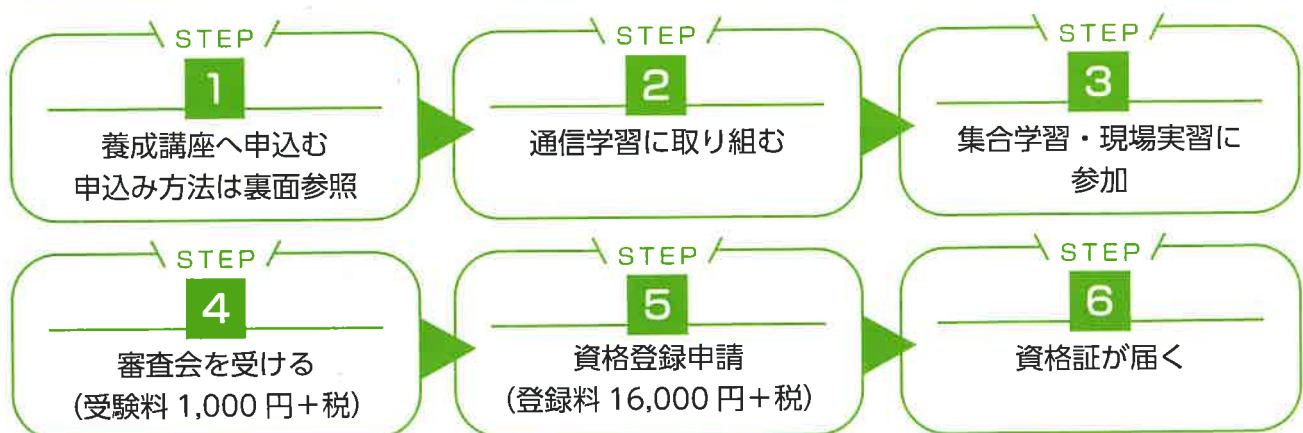 STEP
1
養成講座へ申込む
申込み方法は裏面参照
STEP
2
通信学習に取り組む
STEP
3
集合学習・現場実習に
参加
STEP
4
審査会を受ける
(受験料 1,000 円+税)
STEP
5
資格登録申請
(登録料 16,000 円+税)
STEP
6
資格証が届く